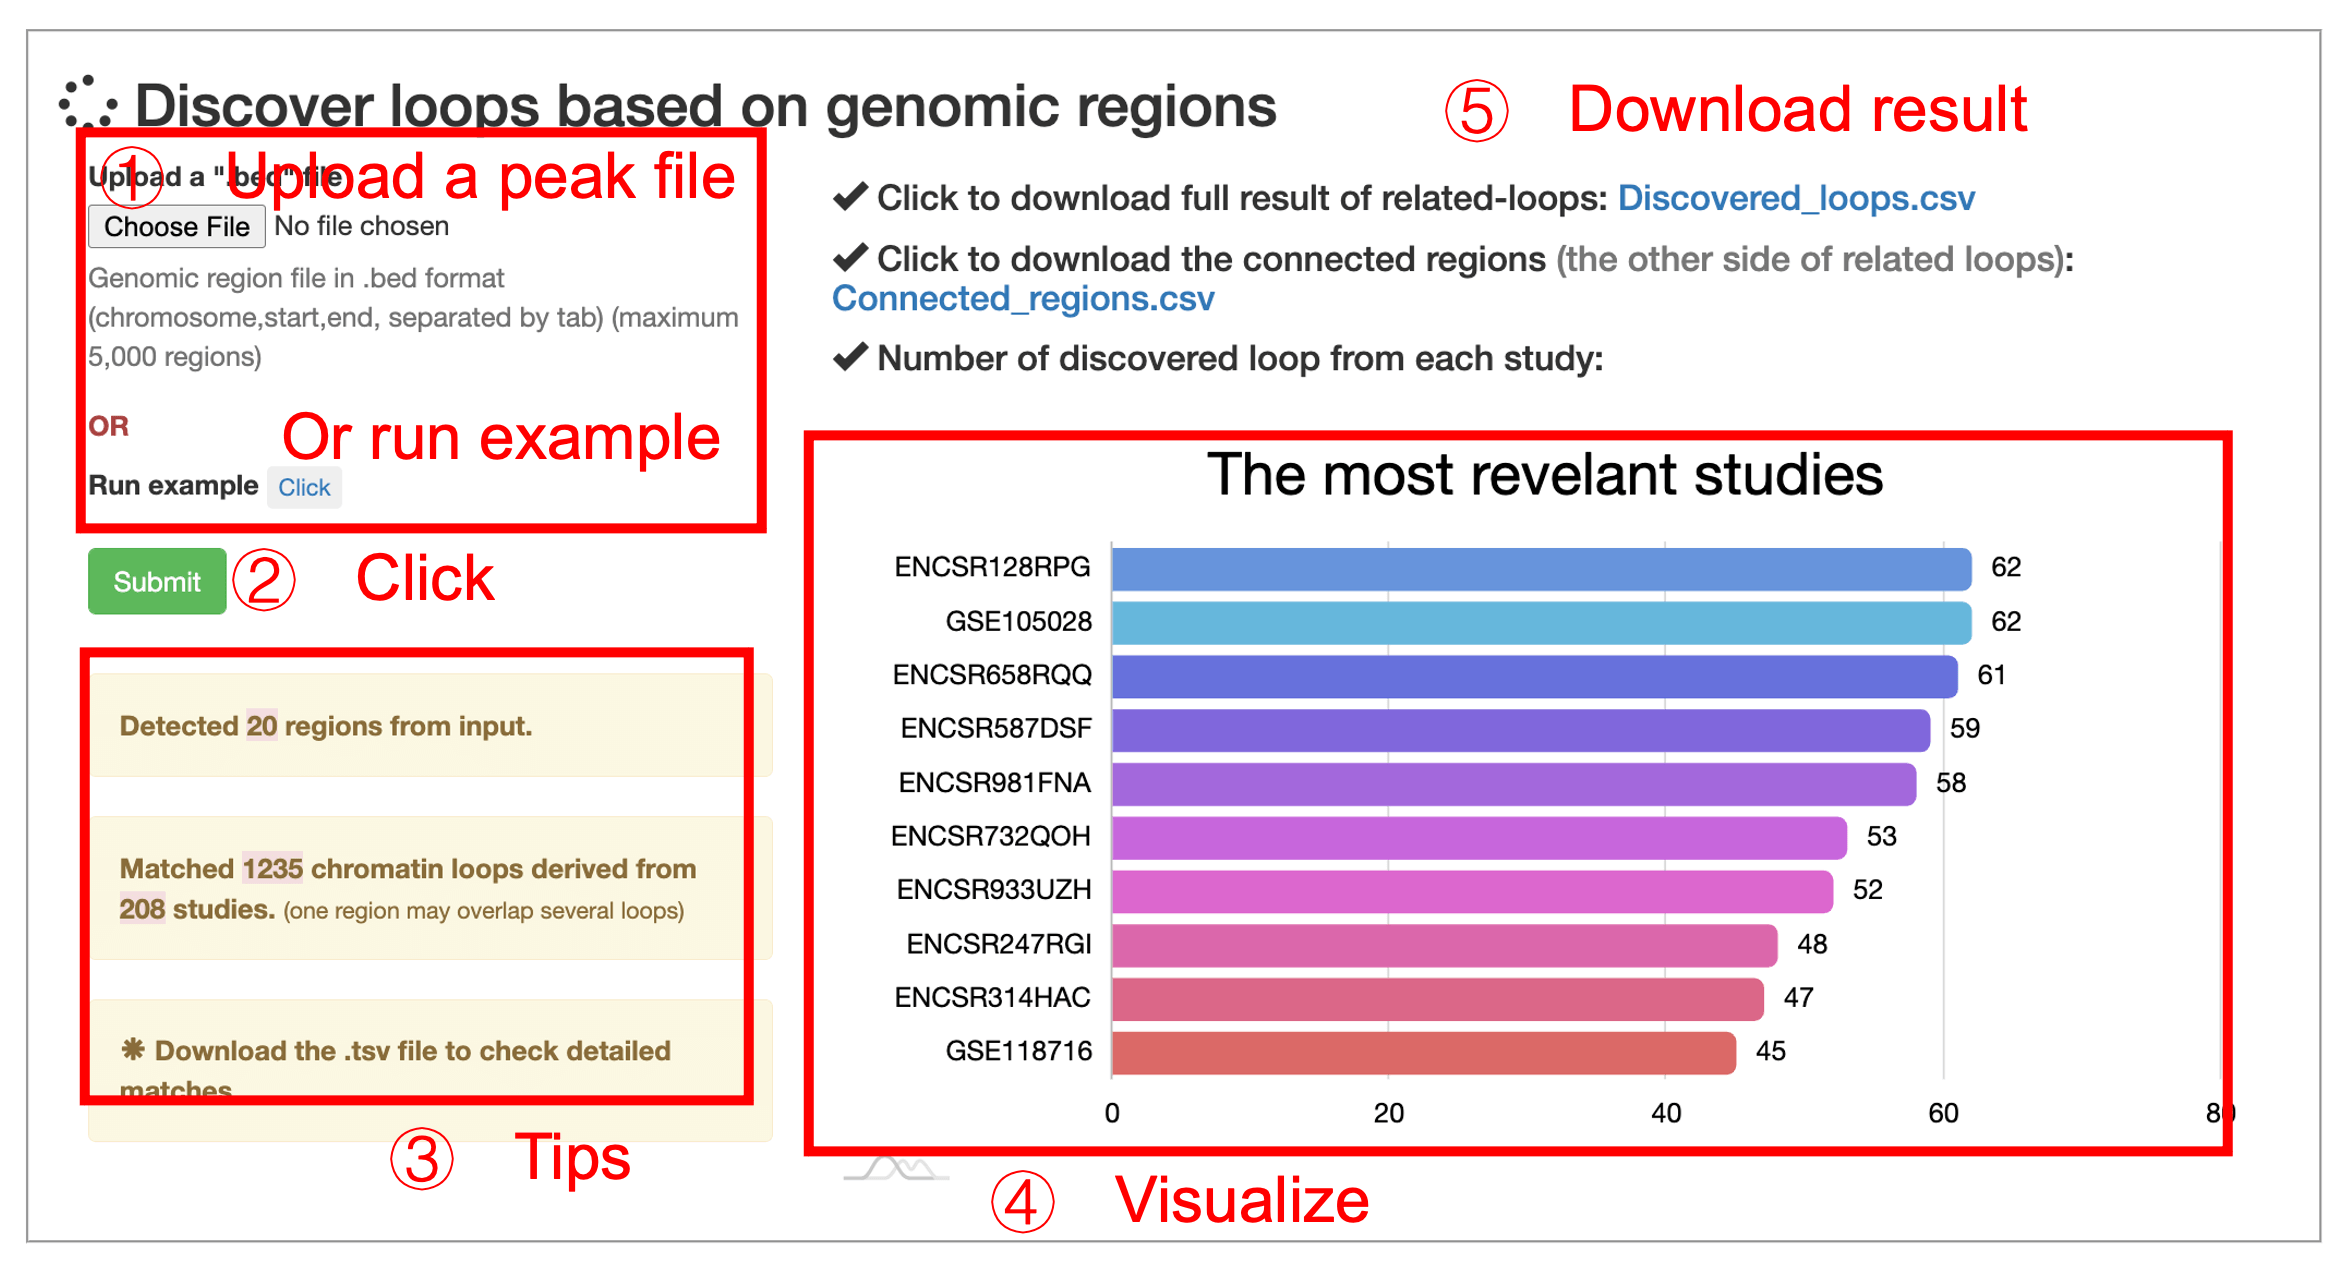 Discover loops based on genomic regions
① Upload a peak file
Upload a ".bed" file
Choose File No file chosen
Genomic region file in .bed format
(chromosome,start,end, separated by tab) (maximum
5,000 regions)
OR
Or run example
Run example Click
Submit
② Click
Detected 20 regions from input.
Matched 1235 chromatin loops derived from
208 studies. (one region may overlap several loops)
✱ Download the .tsv file to check detailed
matches
③ Tips
⑤ Download result
✔ Click to download full result of related-loops: Discovered_loops.csv
✔ Click to download the connected regions (the other side of related loops):
Connected_regions.csv
✔ Number of discovered loop from each study:
The most revelant studies
ENCSR128RPG 62
GSE105028 62
ENCSR658RQQ 61
ENCSR587DSF 59
ENCSR981FNA 58
ENCSR732QOH 53
ENCSR933UZH 52
ENCSR247RGI 48
ENCSR314HAC 47
GSE118716 45
0 20 40 60 80
④ Visualize